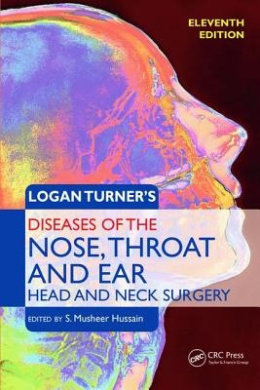 ELEVENTH
EDITION
LOGAN TURNER'S
DISEASES OF THE
NOSE, THROAT
AND EAR
HEAD AND NECK SURGERY
EDITED BY S. Musheer Hussain
CRC Press
Taylor & Francis Group